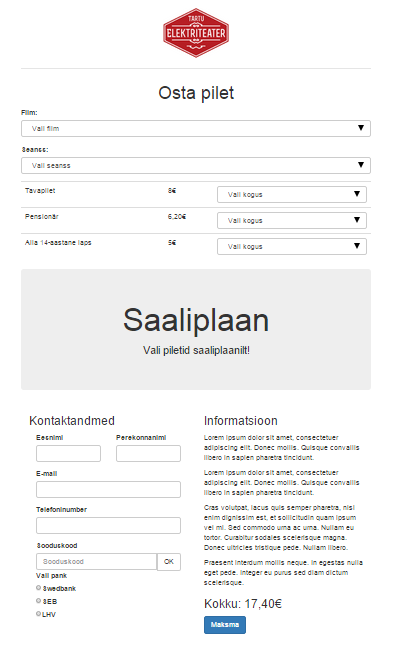 TARTU
ELEKTRITEATER
Osta pilet
Film:
Vali film
Seanss:
Vali seanss
Tavapilet 8€ Vali kogus
Pensionär 6.20€ Vali kogus
Alla 14-aastane laps 5€ Vali kogus
Saaliplaan
Vali piletid saaliplaanilt!
Kontaktandmed
Eesnimi Perekonnanimi
E-mail
Telefoninumber
Sooduskood
Sooduskood OK
Vali pank
Swedbank
SEB
LHV
Informatsioon
Lorem ipsum dolor sit amet, consectetuer
adipiscing elit. Donec mollis. Quisque convallis
libero in sapien pharetra tincidunt.
Lorem ipsum dolor sit amet, consectetuer
adipiscing elit. Donec mollis. Quisque convallis
libero in sapien pharetra tincidunt.
Cras volutpat, lacus quis semper pharetra, nisi
enim dignissim est, et sollicitudin quam ipsum
vel mi. Sed commodo urna ac urna. Nullam eu
tortor. Curabitur sodales scelerisque magna.
Donec ultricies tristique pede. Nullam libero.
Praesent interdum mollis neque. In egestas nulla
eget pede. Integer eu purus sed diam dictum
scelerisque.
Kokku: 17,40€
Maksma